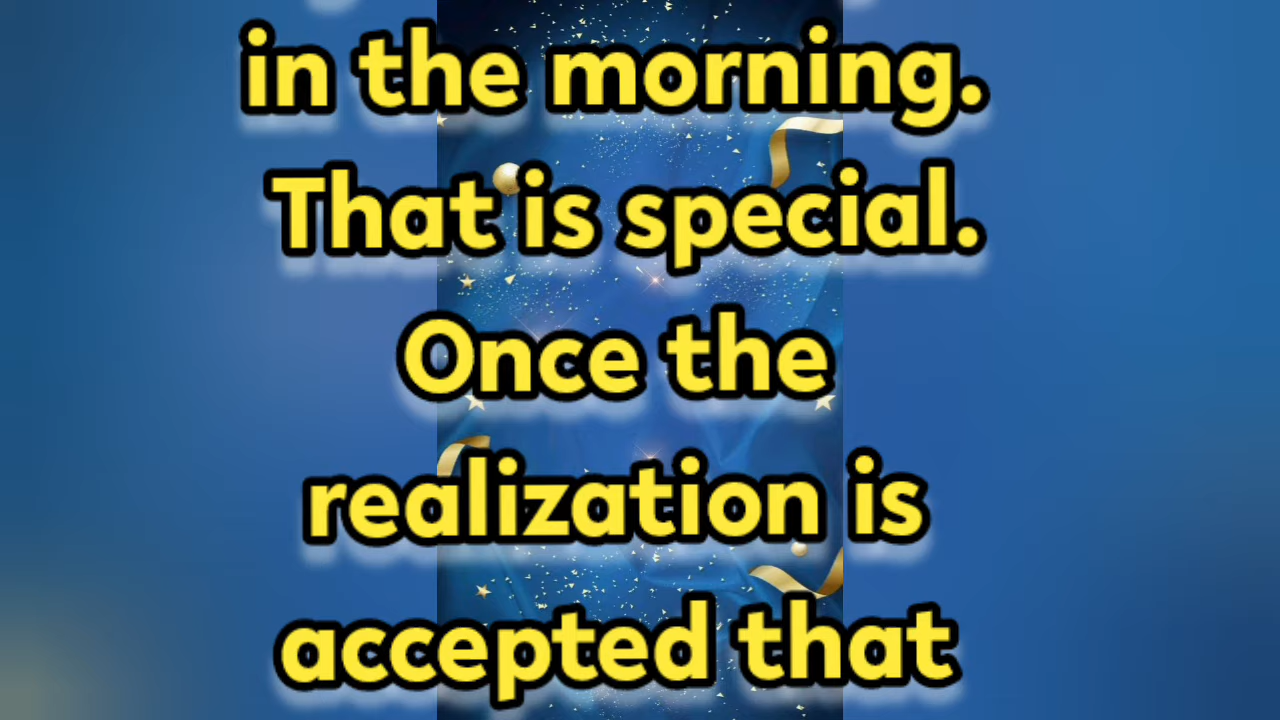 in the morning.
That is special.
Once the
realization is
accepted that